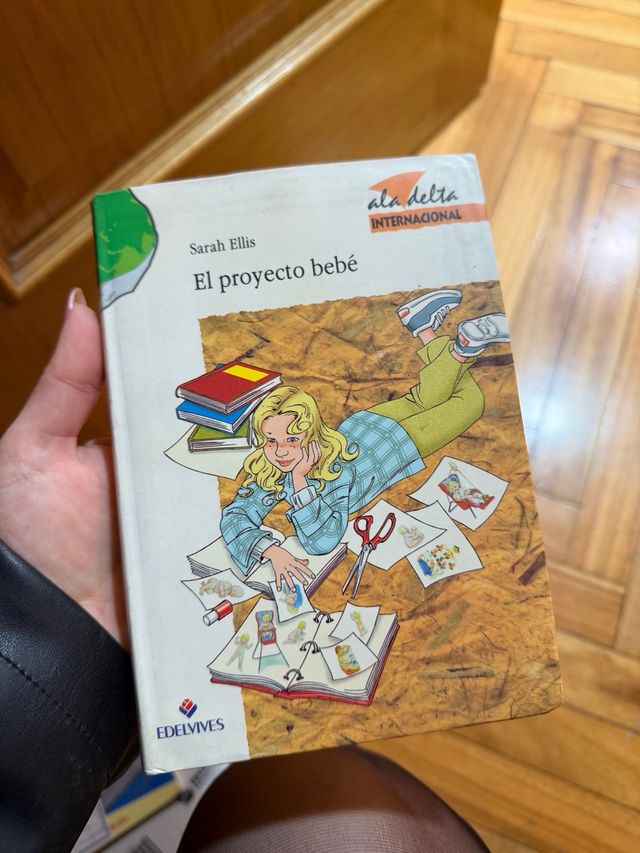 ala delta
INTERNACIONAL
Sarah Ellis
El proyecto bebé
EDELVIVES